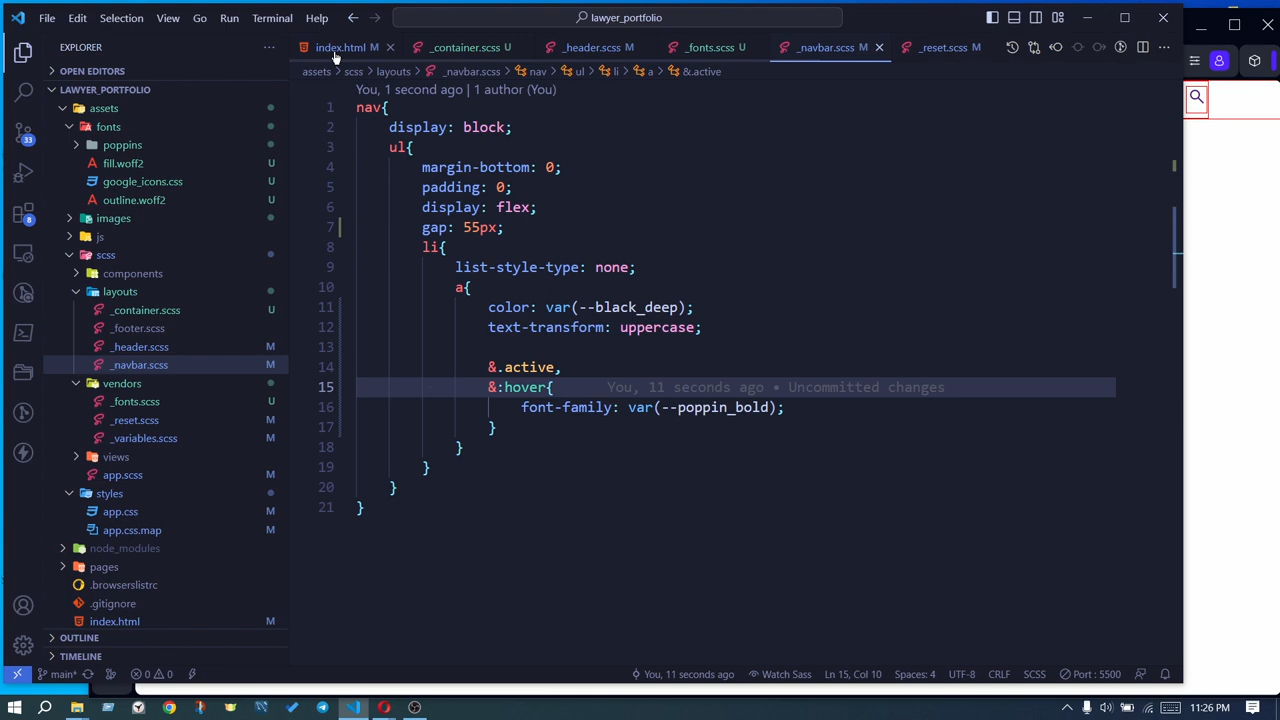 File Edit Selection View Go Run Terminal Help lawyer_portfolio
EXPLORER
OPEN EDITORS
LAWYER_PORTFOLIO
assets
fonts
poppins
fill.woff2 U
google_icons.css U
outline.woff2 U
images
js
scss
components
layouts
_container.scss U
_footer.scss
_header.scss M
_navbar.scss M
vendors
_fonts.scss U
_reset.scss M
_variables.scss M
views
app.scss M
styles
app.css M
app.css.map M
node_modules
pages
.browserslistrc
.gitignore
index.html M
OUTLINE
TIMELINE
33
8
index.html M _container.scss U _header.scss M _fonts.scss U _navbar.scss M _reset.scss M
assets > scss > layouts > _navbar.scss > nav > ul > li > a > &.active
You, 1 second ago | 1 author (You)
1 nav{
2 display: block;
3 ul{
4 margin-bottom: 0;
5 padding: 0;
6 display: flex;
7 gap: 55px;
8 li{
9 list-style-type: none;
10 a{
11 color: var(--black_deep);
12 text-transform: uppercase;
13
14 &.active,
15 &:hover{ You, 11 seconds ago • Uncommitted changes
16 font-family: var(--poppin_bold);
17 }
18 }
19 }
20 }
21 }
main* 0 0 You, 11 seconds ago Watch Sass Ln 15, Col 10 Spaces: 4 UTF-8 CRLF SCSS Port : 5500
11:26 PM